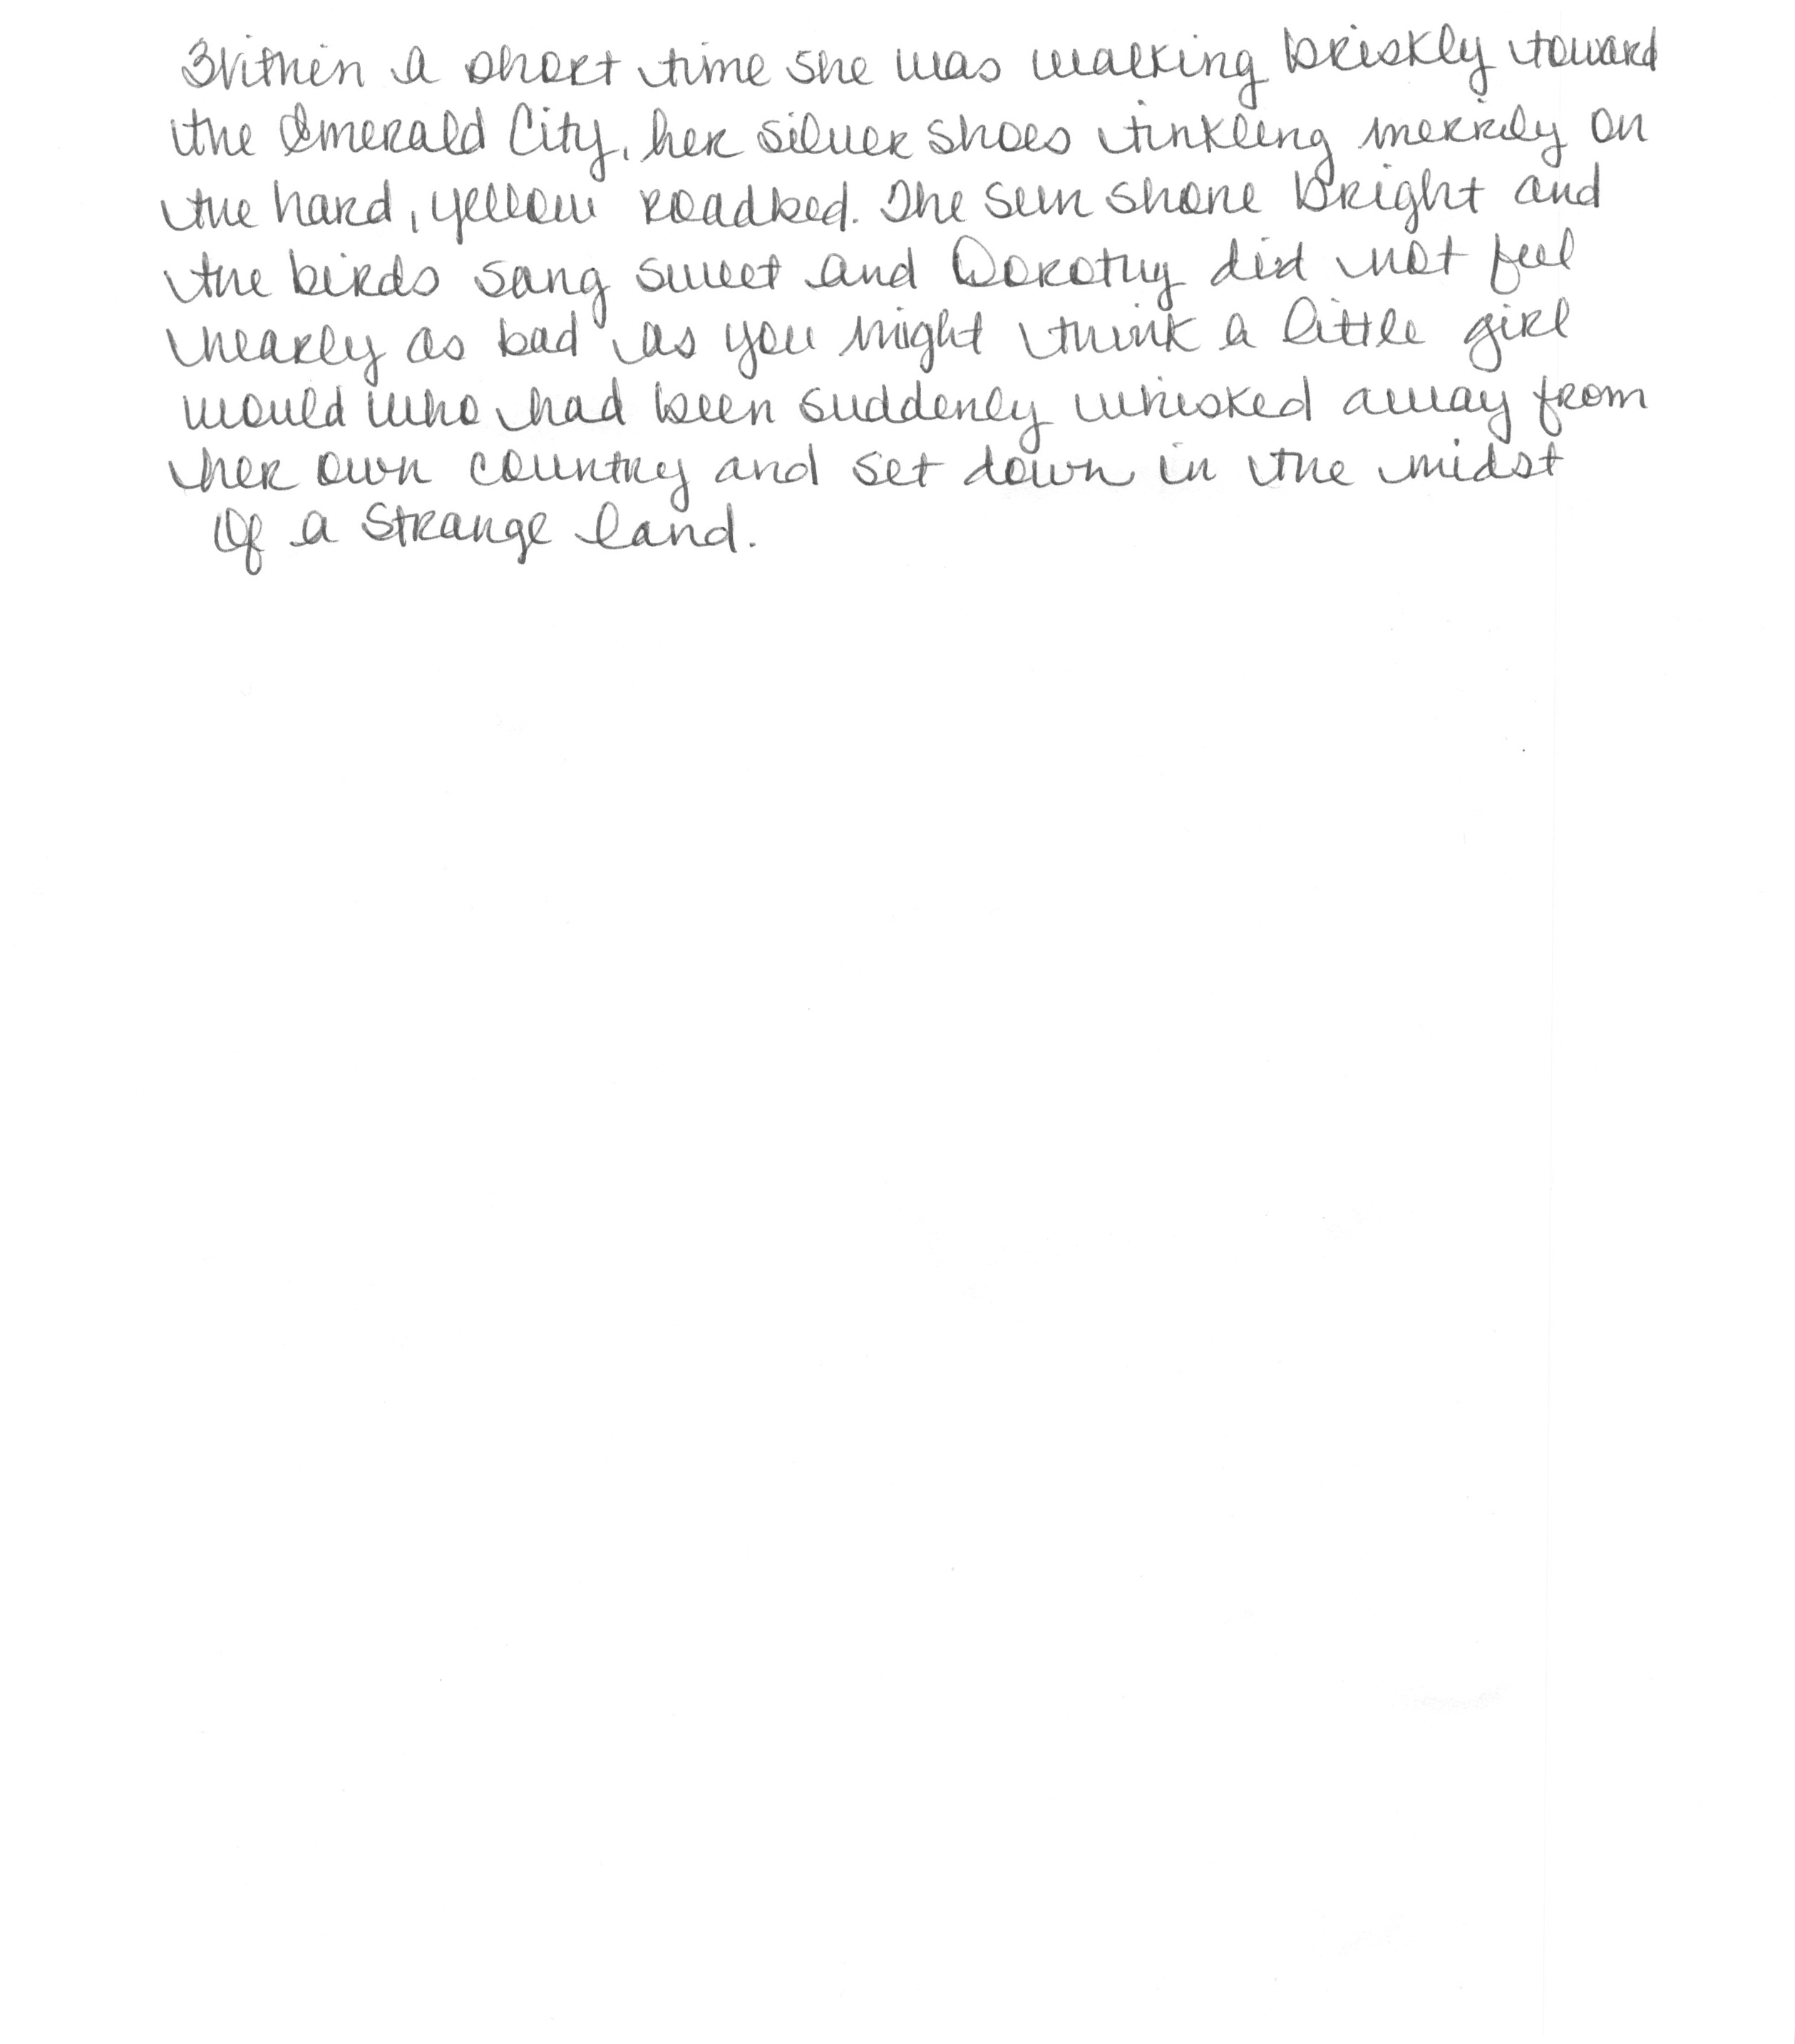 Within a short time she was walking briskly toward
the Emerald City, her silver shoes tinkling merrily on
the hard, yellow roadbed. The sun shone bright and
the birds sang sweet and Dorothy did not feel
nearly as bad as you might think a little girl
would who had been suddenly whisked away from
her own country and set down in the midst
Of a strange land.